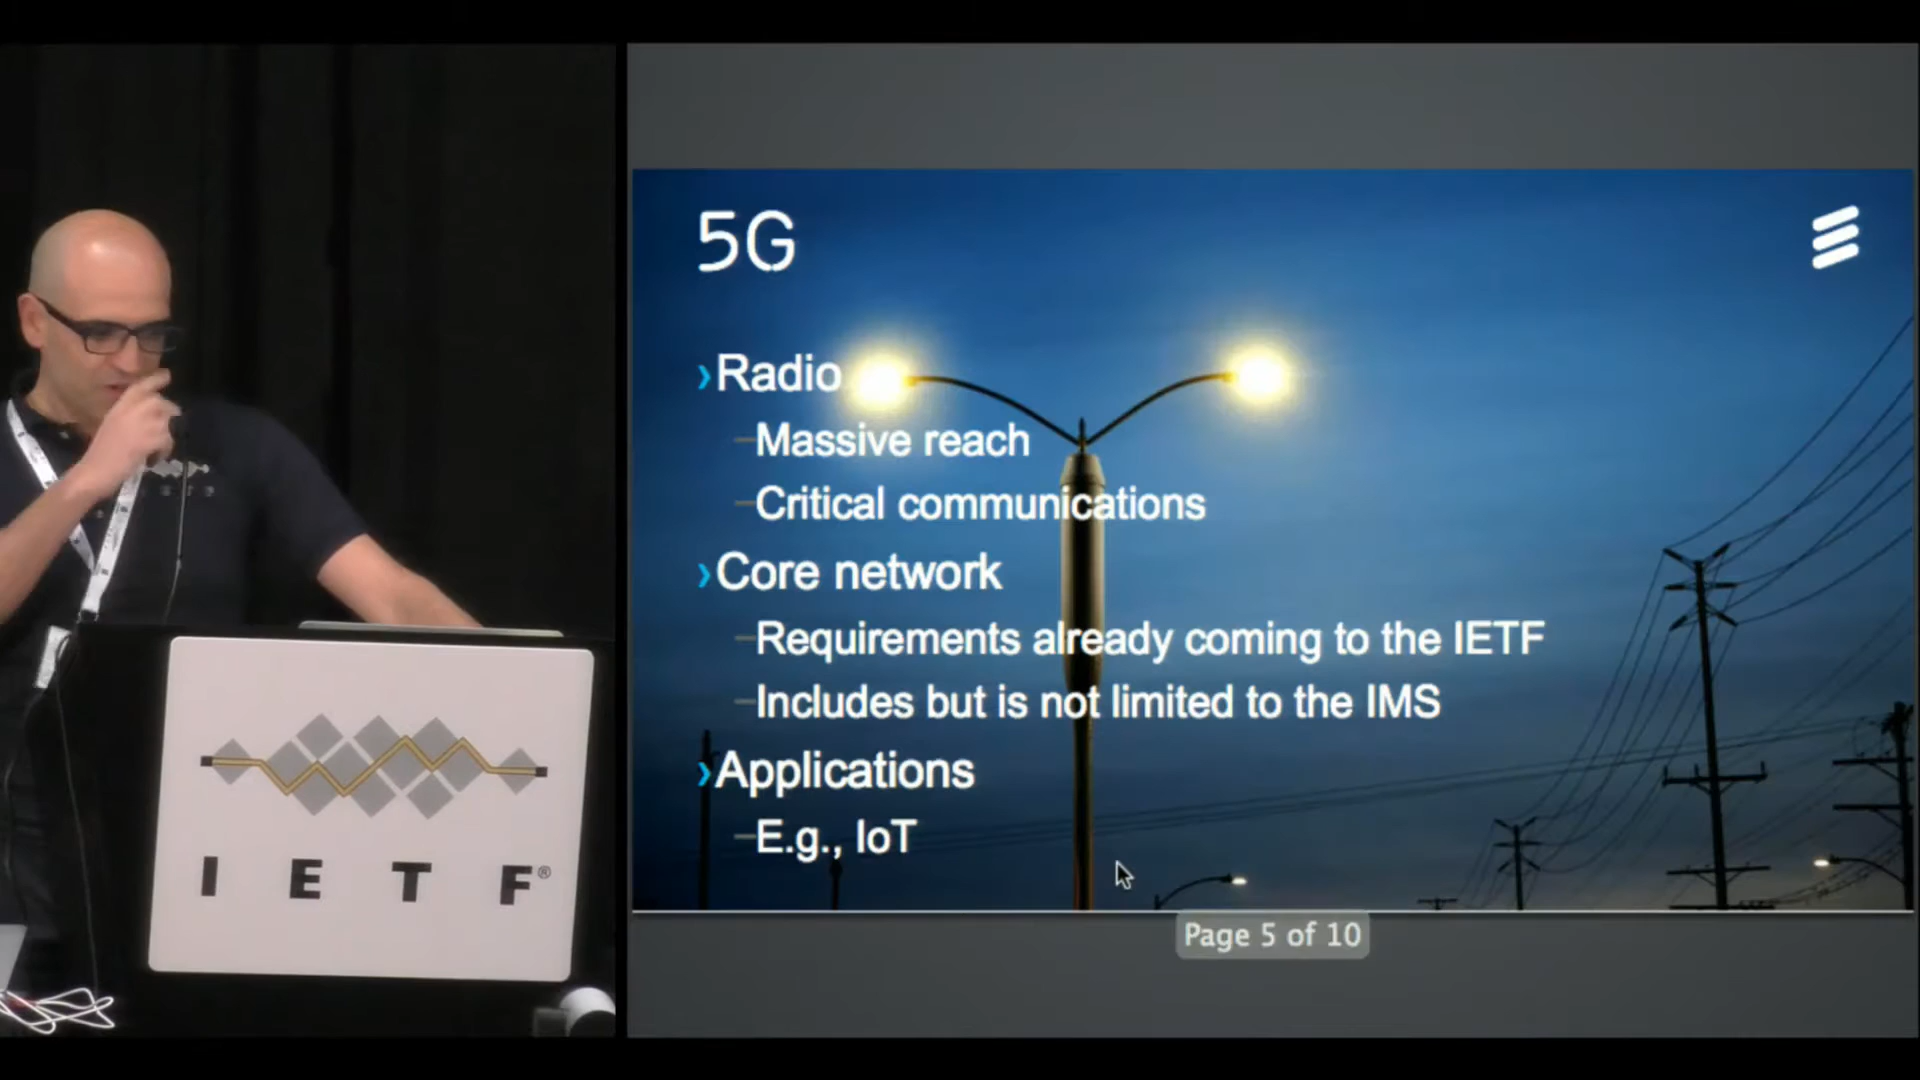 5G
›Radio
–Massive reach
–Critical communications
›Core network
–Requirements already coming to the IETF
–Includes but is not limited to the IMS
›Applications
–E.g., IoT
Page 5 of 10
I E T F®